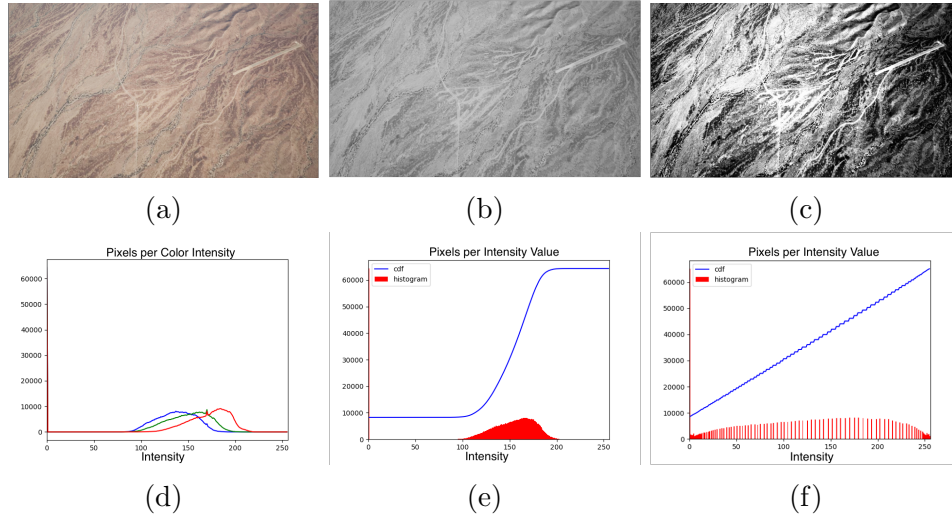 (a)
(b)
(c)
Pixels per Color Intensity
60000
50000
40000
30000
20000
10000
0
0 50 100 150 200 250
Intensity
(d)
Pixels per Intensity Value
cdf
histogram
60000
50000
40000
30000
20000
10000
0
0 50 100 150 200 250
Intensity
(e)
Pixels per Intensity Value
cdf
histogram
60000
50000
40000
30000
20000
10000
0
0 50 100 150 200 250
Intensity
(f)